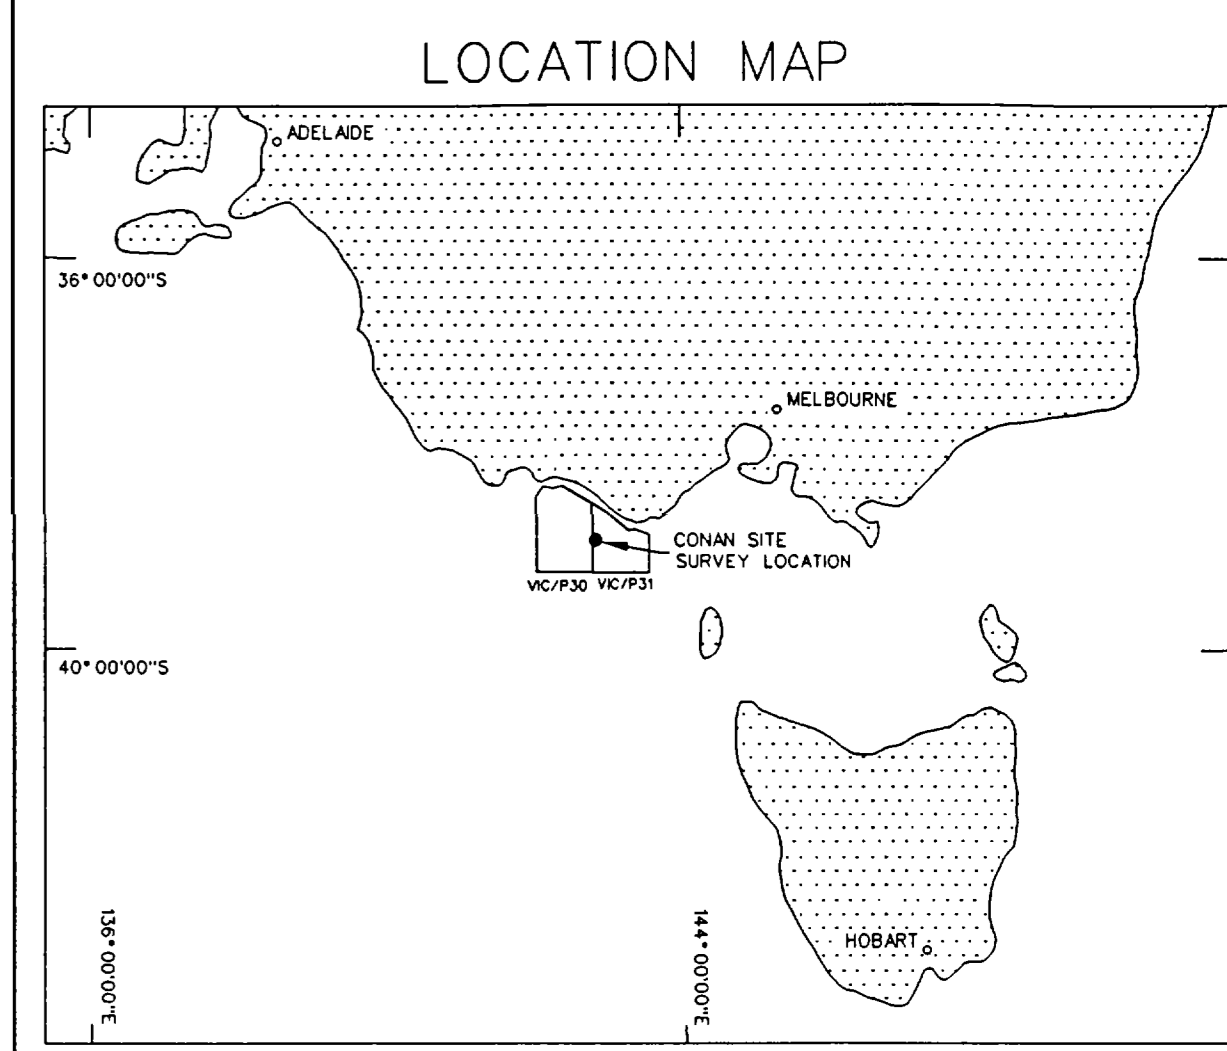 LOCATION MAP
ADELAIDE
36° 00'00"S
MELBOURNE
CONAN SITE
SURVEY LOCATION
VIC/P30 VIC/P31
40° 00'00"S
136° 00'00"E
144° 00'00"E
HOBART